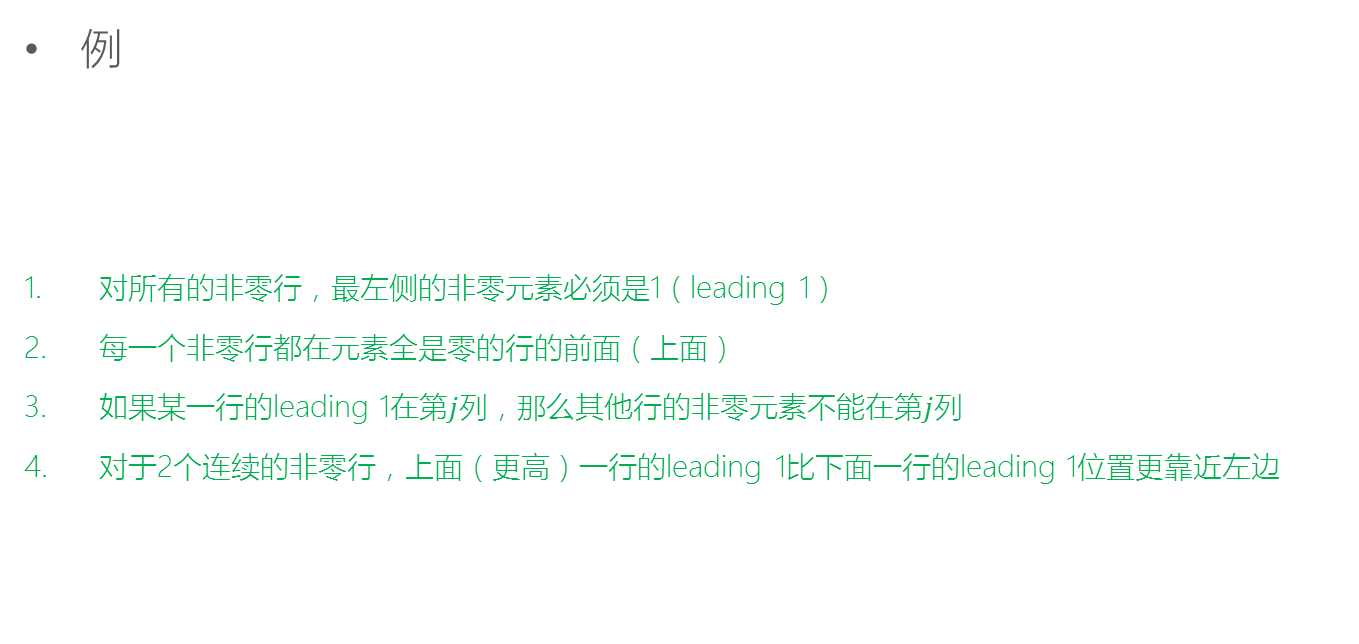 • 例
1. 对所有的非零行，最左侧的非零元素必须是1（leading 1）
2. 每一个非零行都在元素全是零的行的前面（上面）
3. 如果某一行的leading 1在第j列，那么其他行的非零元素不能在第j列
4. 对于2个连续的非零行，上面（更高）一行的leading 1比下面一行的leading 1位置更靠近左边